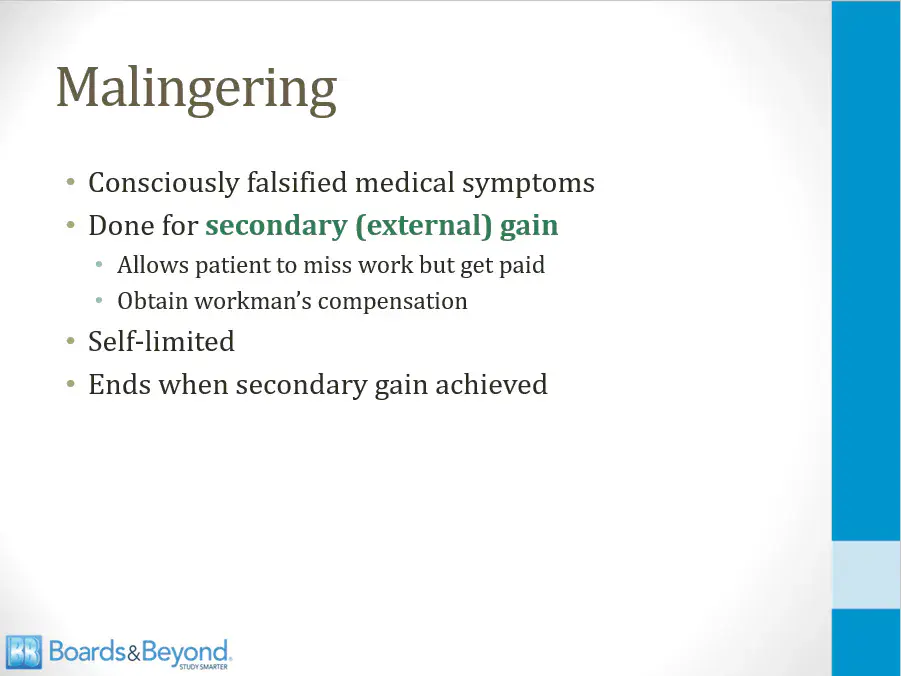 Malingering
• Consciously falsified medical symptoms
• Done for secondary (external) gain
• Allows patient to miss work but get paid
• Obtain workman’s compensation
• Self-limited
• Ends when secondary gain achieved
BB Boards&Beyond.
STUDY SMARTER